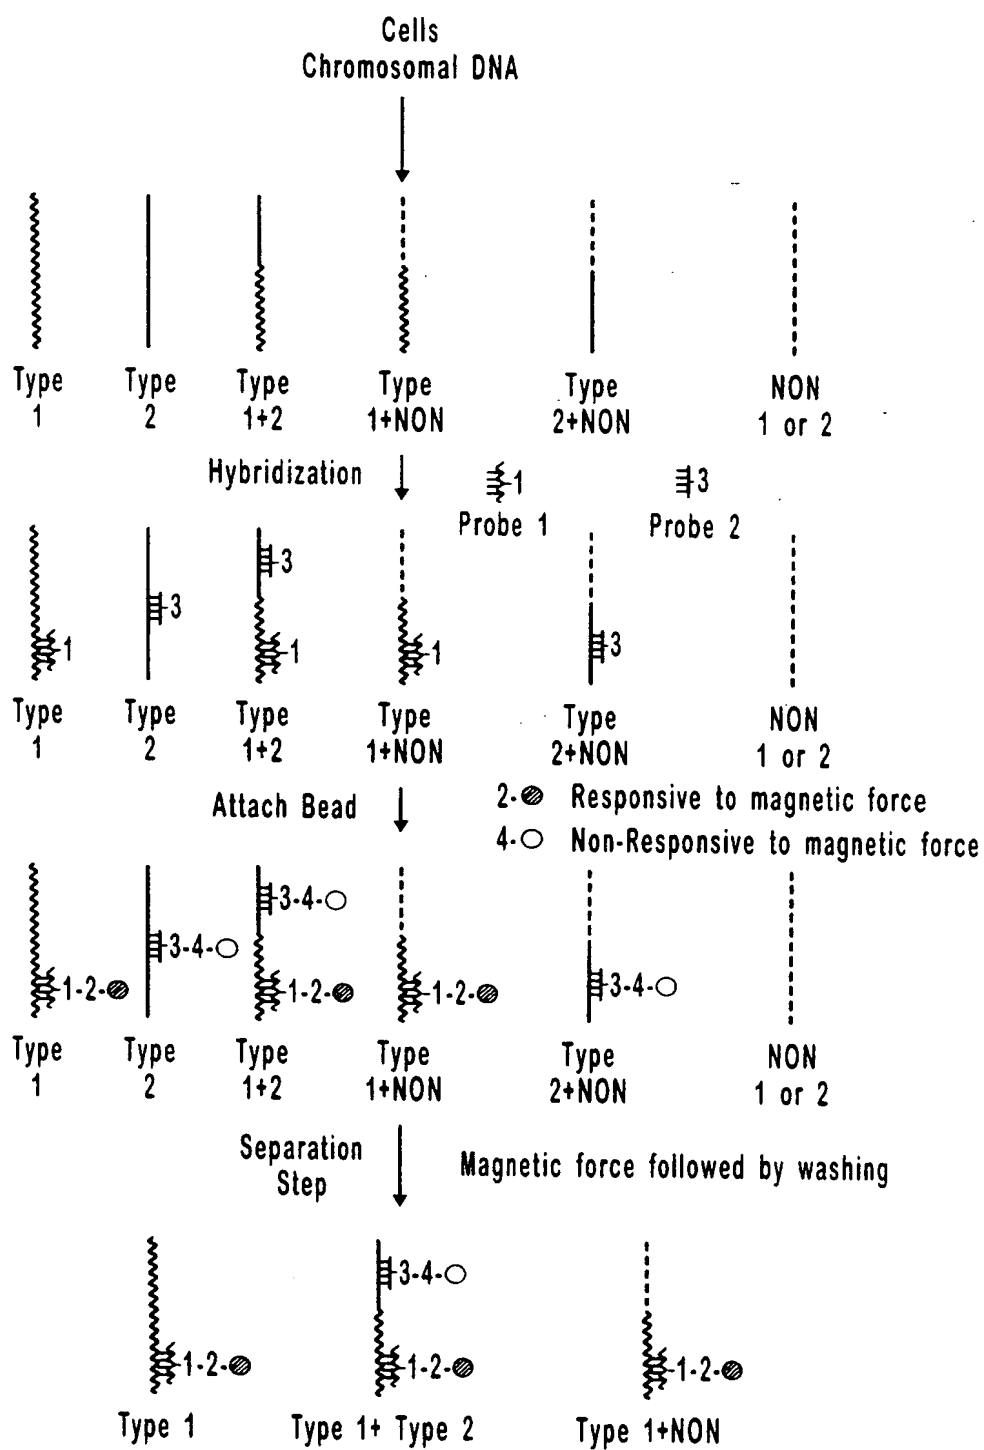 Cells
Chromosomal DNA
Type 1
Type 2
Type 1+2
Type 1+NON
Type 2+NON
NON 1 or 2
Hybridization
1
Probe 1
3
Probe 2
1
3
3
1
1
3
Type 1
Type 2
Type 1+2
Type 1+NON
Type 2+NON
NON 1 or 2
Attach Bead
2- Responsive to magnetic force
4- Non-Responsive to magnetic force
1-2-
3-4-
3-4-
1-2-
1-2-
3-4-
Type 1
Type 2
Type 1+2
Type 1+NON
Type 2+NON
NON 1 or 2
Separation
Step
Magnetic force followed by washing
1-2-
3-4-
1-2-
1-2-
Type 1
Type 1+ Type 2
Type 1+NON